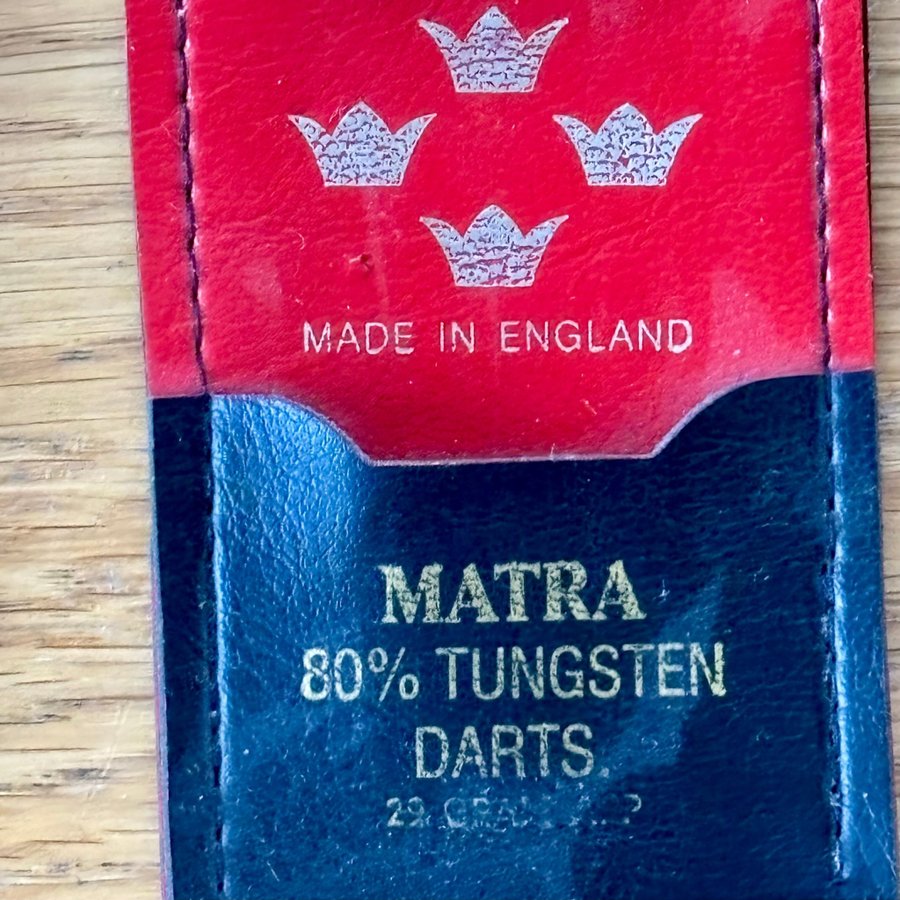 MADE IN ENGLAND
MATRA
80% TUNGSTEN
DARTS.